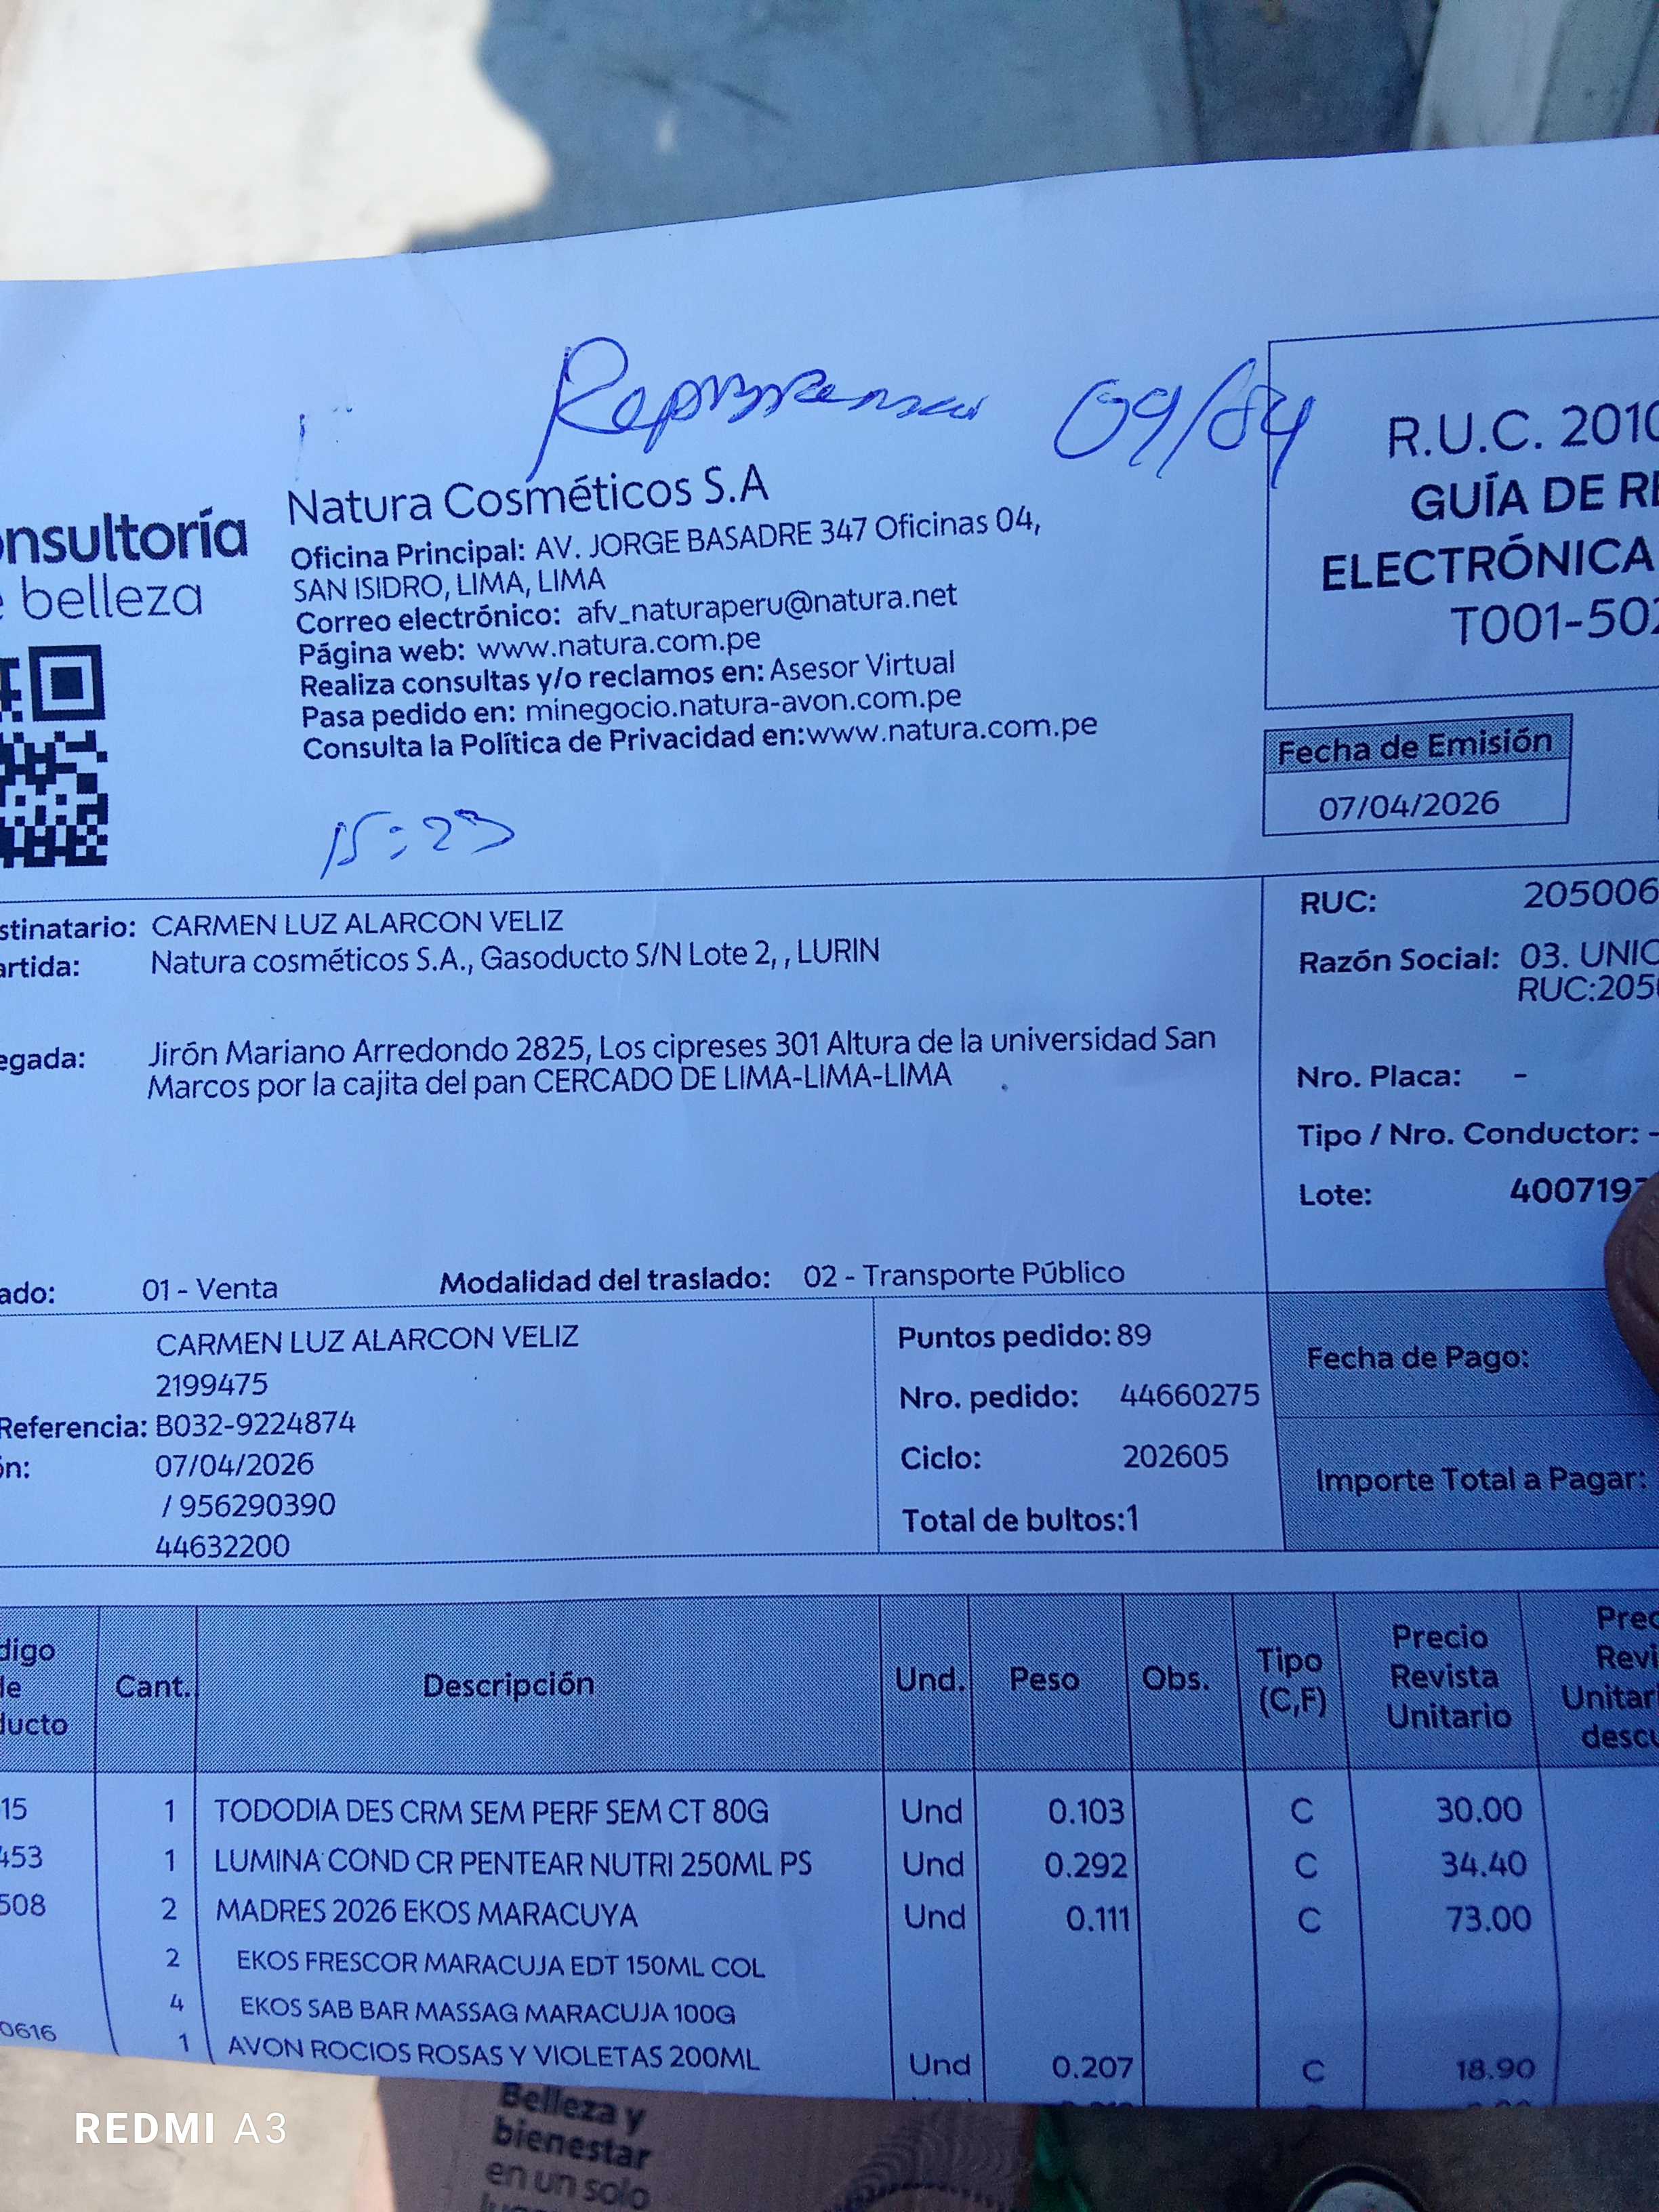 09/04
R.U.C. 2010
GUÍA DE RE
ELECTRÓNICA
T001-502
onsultoría
e belleza
Natura Cosméticos S.A
Oficina Principal: AV. JORGE BASADRE 347 Oficinas 04,
SAN ISIDRO, LIMA, LIMA
Correo electrónico: afv_naturaperu@natura.net
Página web: www.natura.com.pe
Realiza consultas y/o reclamos en: Asesor Virtual
Pasa pedido en: minegocio.natura-avon.com.pe
Consulta la Política de Privacidad en:www.natura.com.pe
Fecha de Emisión
07/04/2026
15:23
stinatario: CARMEN LUZ ALARCON VELIZ
artida: Natura cosméticos S.A., Gasoducto S/N Lote 2, , LURIN
egada: Jirón Mariano Arredondo 2825, Los cipreses 301 Altura de la universidad San
Marcos por la cajita del pan CERCADO DE LIMA-LIMA-LIMA
RUC: 205006
Razón Social: 03. UNIC
RUC:205
Nro. Placa: -
Tipo / Nro. Conductor: -
Lote: 4007193
ado: 01 - Venta Modalidad del traslado: 02 - Transporte Público
CARMEN LUZ ALARCON VELIZ
2199475
Referencia: B032-9224874
ón: 07/04/2026
/ 956290390
44632200
Puntos pedido: 89
Nro. pedido: 44660275
Ciclo: 202605
Total de bultos:1
Fecha de Pago:
Importe Total a Pagar:
digo
de
ducto
Cant. Descripción Und. Peso Obs. Tipo
(C,F)
Precio
Revista
Unitario
Prec
Revi
Unitari
descu
15 1 TODODIA DES CRM SEM PERF SEM CT 80G Und 0.103 C 30.00
453 1 LUMINA COND CR PENTEAR NUTRI 250ML PS Und 0.292 C 34.40
508 2 MADRES 2026 EKOS MARACUYA Und 0.111 C 73.00
2 EKOS FRESCOR MARACUJA EDT 150ML COL
4 EKOS SAB BAR MASSAG MARACUJA 100G
0616 1 AVON ROCIOS ROSAS Y VIOLETAS 200ML Und 0.207 C 18.90
Belleza y
bienestar
en un solo
REDMI A3